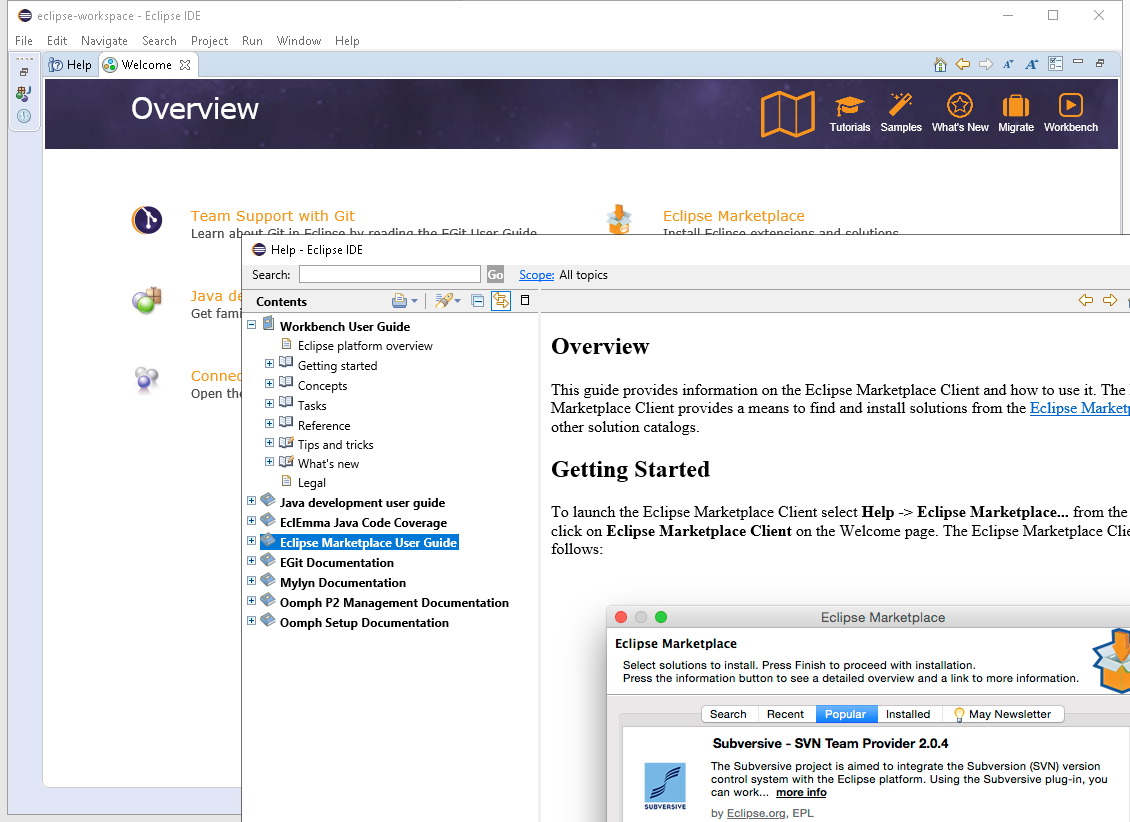 eclipse-workspace - Eclipse IDE
File Edit Navigate Search Project Run Window Help
Help Welcome
Overview
Tutorials Samples What's New Migrate Workbench
Team Support with Git
Learn about Git in Eclipse by reading the EGit User Guide
Eclipse Marketplace
Install Eclipse extensions and solutions
Java de
Get fami
Connec
Open the
Help - Eclipse IDE
Search: Go Scope: All topics
Contents
Workbench User Guide
Eclipse platform overview
Getting started
Concepts
Tasks
Reference
Tips and tricks
What's new
Legal
Java development user guide
EclEmma Java Code Coverage
Eclipse Marketplace User Guide
EGit Documentation
Mylyn Documentation
Oomph P2 Management Documentation
Oomph Setup Documentation
Overview
This guide provides information on the Eclipse Marketplace Client and how to use it. The
Marketplace Client provides a means to find and install solutions from the Eclipse Marketp
other solution catalogs.
Getting Started
To launch the Eclipse Marketplace Client select Help -> Eclipse Marketplace... from the
click on Eclipse Marketplace Client on the Welcome page. The Eclipse Marketplace Clie
follows:
Eclipse Marketplace
Eclipse Marketplace
Select solutions to install. Press Finish to proceed with installation.
Press the information button to see a detailed overview and a link to more information.
Search Recent Popular Installed May Newsletter
Subversive - SVN Team Provider 2.0.4
The Subversive project is aimed to integrate the Subversion (SVN) version
control system with the Eclipse platform. Using the Subversive plug-in, you
can work... more info
SUBVERSIVE
by Eclipse.org, EPL